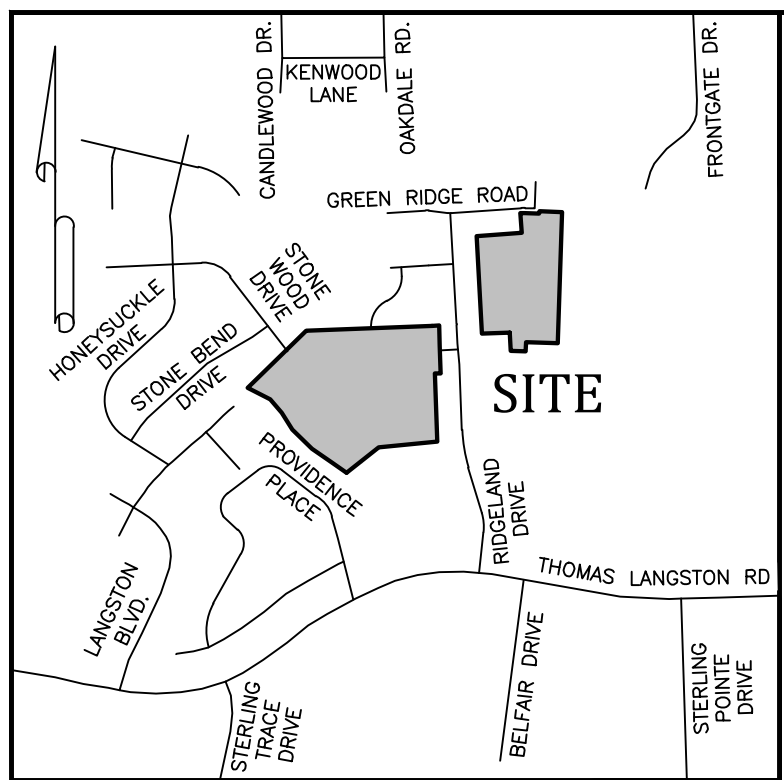 CANDLEWOOD DR.
KENWOOD
LANE
OAKDALE RD.
FRONTGATE DR.
GREEN RIDGE ROAD
STONE
WOOD
DRIVE
HONEYSUCKLE
DRIVE
STONE BEND
DRIVE
SITE
PROVIDENCE
PLACE
RIDGELAND
DRIVE
THOMAS LANGSTON RD
LANGSTON
BLVD.
STERLING
TRACE
DRIVE
BELFAIR DRIVE
STERLING
POINTE
DRIVE